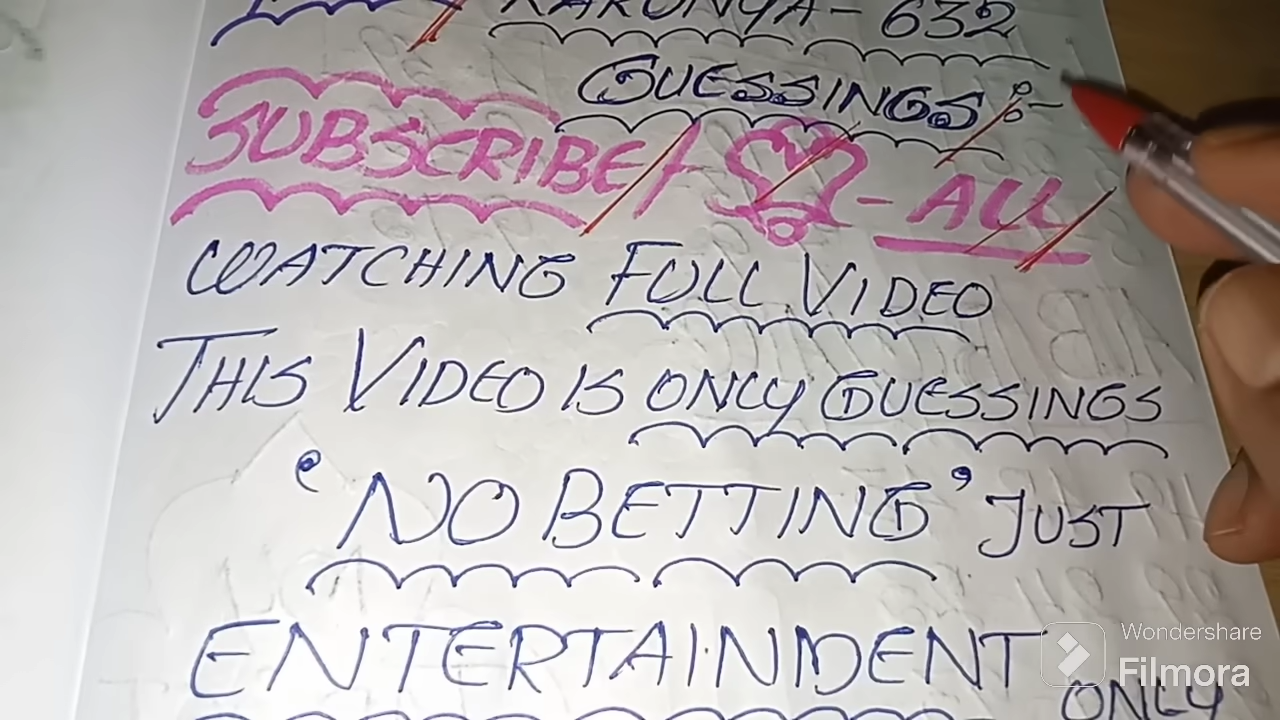 KARUNYA- 632
GUESSINGS:-
SUBSCRIBE/ - ALL
WATCHING FULL VIDEO
THIS VIDEO IS ONLY GUESSINGS
‘NO BETTING’ JUST
ENTERTAINMENT ONLY
Wondershare
Filmora